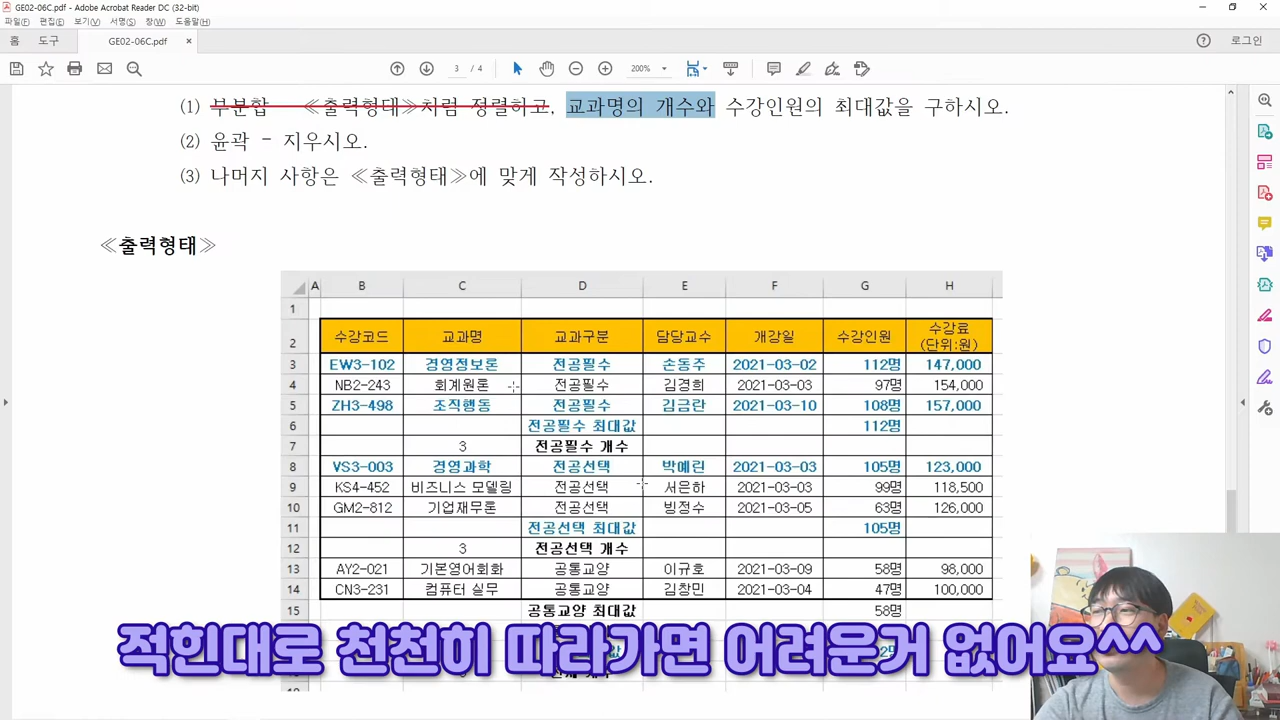 GE02-06C.pdf - Adobe Acrobat Reader DC (32-bit)
파일(F) 편집(E) 보기(V) 서명(S) 창(W) 도움말(H)
홈 도구 GE02-06C.pdf × 로그인
3 / 4 200%
(1) 부분합 - ≪출력형태≫처럼 정렬하고, 교과명의 개수와 수강인원의 최대값을 구하시오.
(2) 윤곽 - 지우시오.
(3) 나머지 사항은 ≪출력형태≫에 맞게 작성하시오.
≪출력형태≫
A B C D E F G H
1
2 수강코드 교과명 교과구분 담당교수 개강일 수강인원 수강료
(단위:원)
3 EW3-102 경영정보론 전공필수 손동주 2021-03-02 112명 147,000
4 NB2-243 회계원론 전공필수 김경희 2021-03-03 97명 154,000
5 ZH3-498 조직행동 전공필수 김금란 2021-03-10 108명 157,000
6 전공필수 최대값 112명
7 3 전공필수 개수
8 VS3-003 경영과학 전공선택 박예린 2021-03-03 105명 123,000
9 KS4-452 비즈니스 모델링 전공선택 서은하 2021-03-03 99명 118,500
10 GM2-812 기업재무론 전공선택 빙정수 2021-03-05 63명 126,000
11 전공선택 최대값 105명
12 3 전공선택 개수
13 AY2-021 기본영어회화 공통교양 이규호 2021-03-09 58명 98,000
14 CN3-231 컴퓨터 실무 공통교양 김창민 2021-03-04 47명 100,000
15 공통교양 최대값 58명
적힌대로 천천히 따라가면 어려운거 없어요^^